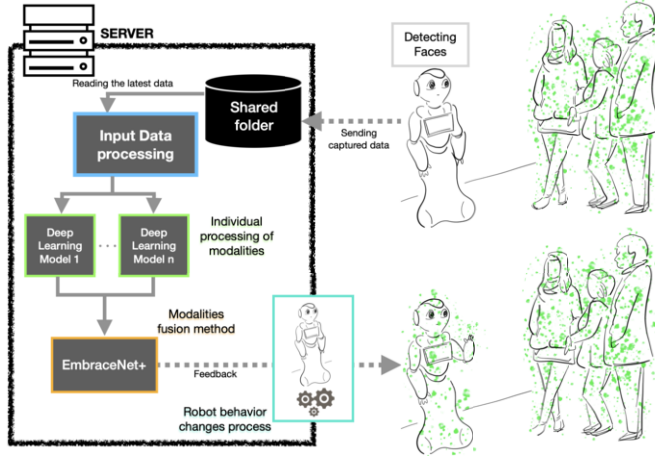 SERVER
Detecting
Faces
Reading the latest data
Shared
folder
Sending
captured data
Input Data
processing
Deep
Learning
Model 1
Deep
Learning
Model n
Individual
processing of
modalities
Modalities
fusion method
EmbraceNet+
Feedback
Robot behavior
changes process